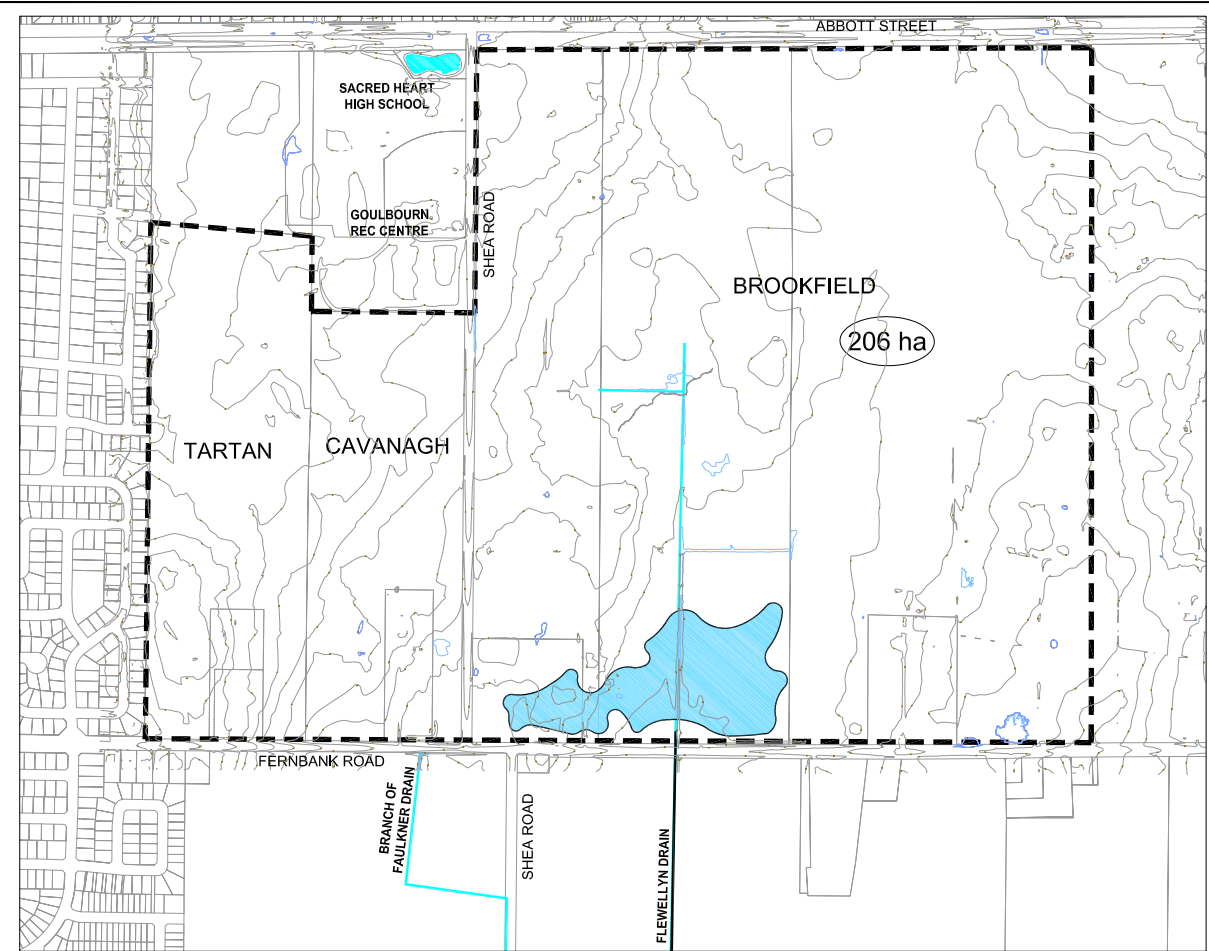 ABBOTT STREET
SACRED HEART
HIGH SCHOOL
GOULBOURN
REC CENTRE
SHEA ROAD
BROOKFIELD
206 ha
TARTAN
CAVANAGH
FERNBANK ROAD
BRANCH OF
FAULKNER DRAIN
SHEA ROAD
FLEWELLYN DRAIN